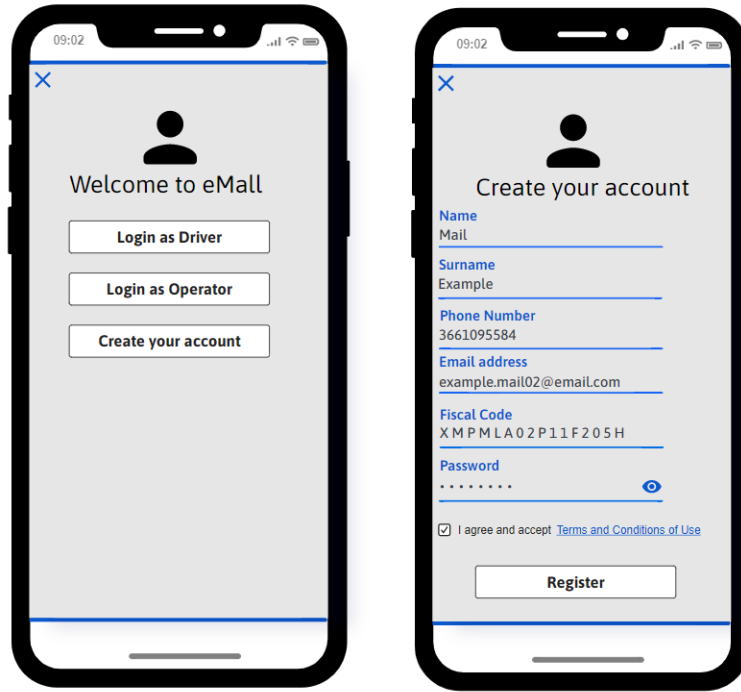 09:02
Welcome to eMall
Login as Driver
Login as Operator
Create your account
09:02
Create your account
Name
Mail
Surname
Example
Phone Number
3661095584
Email address
example.mail02@email.com
Fiscal Code
XMPMLA02P11F205H
Password
••••••••
I agree and accept Terms and Conditions of Use
Register